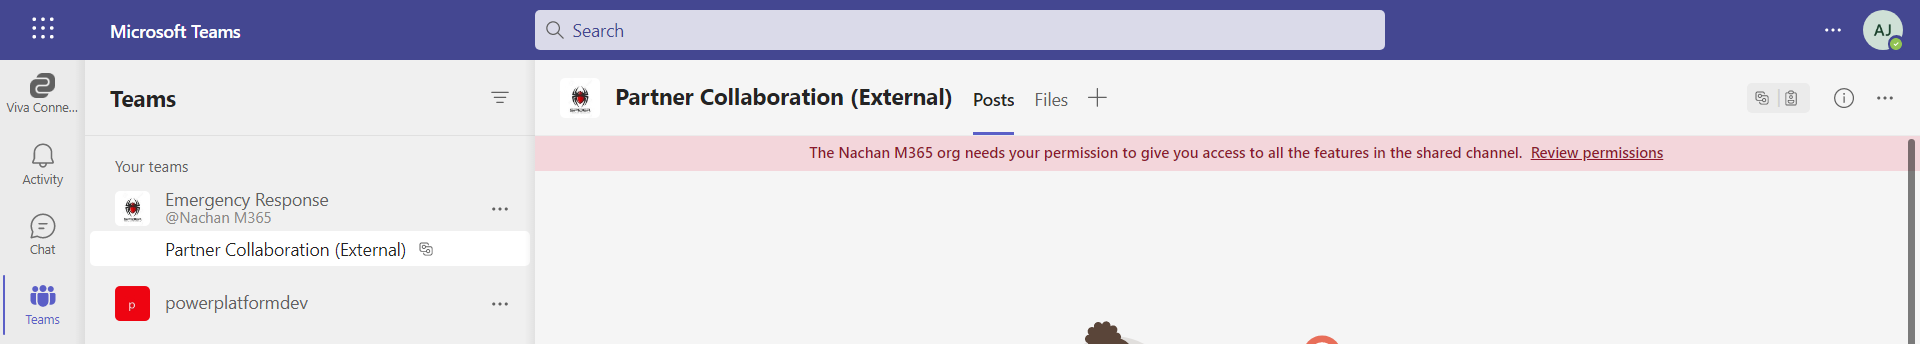 Microsoft Teams
Search
AJ
Viva Conne...
Activity
Chat
Teams
Teams
Your teams
Emergency Response
@Nachan M365
Partner Collaboration (External)
p
powerplatformdev
Partner Collaboration (External)
Posts
Files
The Nachan M365 org needs your permission to give you access to all the features in the shared channel. Review permissions